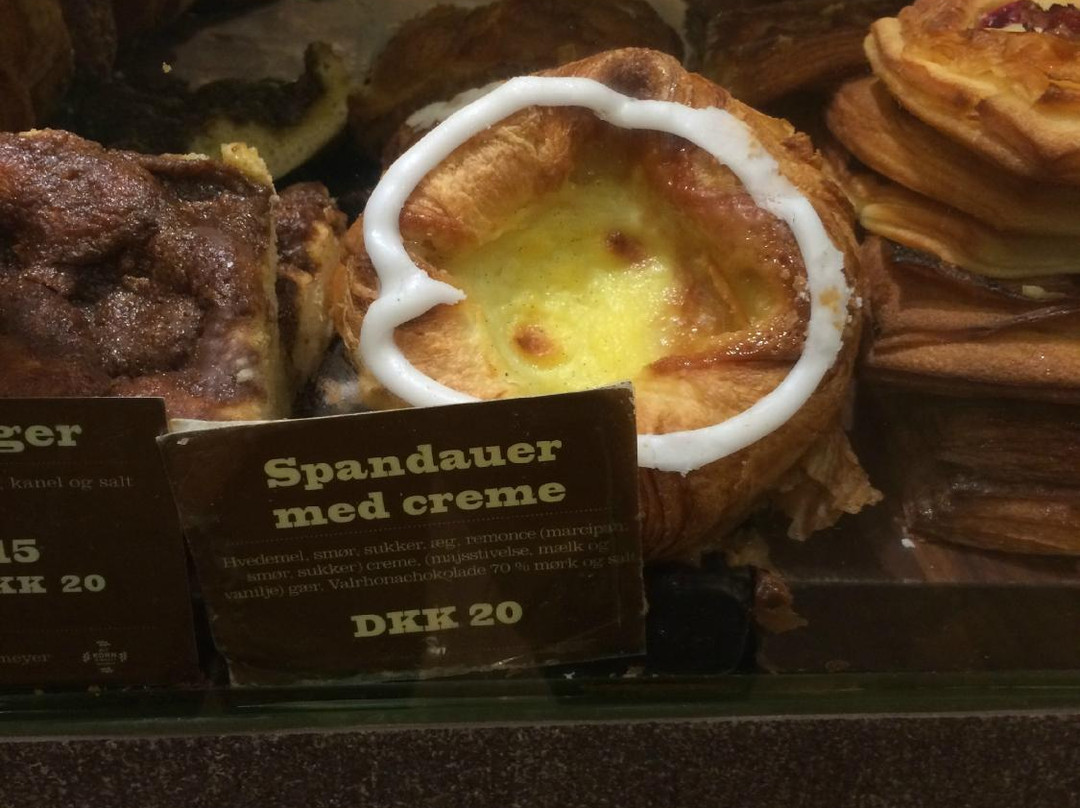 ger
kanel og salt
15
KK 20
meyer
Spandauer
med creme
Hvedemel, smør, sukker, æg, remonce (marcipan,
smør, sukker) creme, (majsstivelse, mælk og
vanilje) gær, Valrhonachokolade 70 % mørk og salt
DKK 20